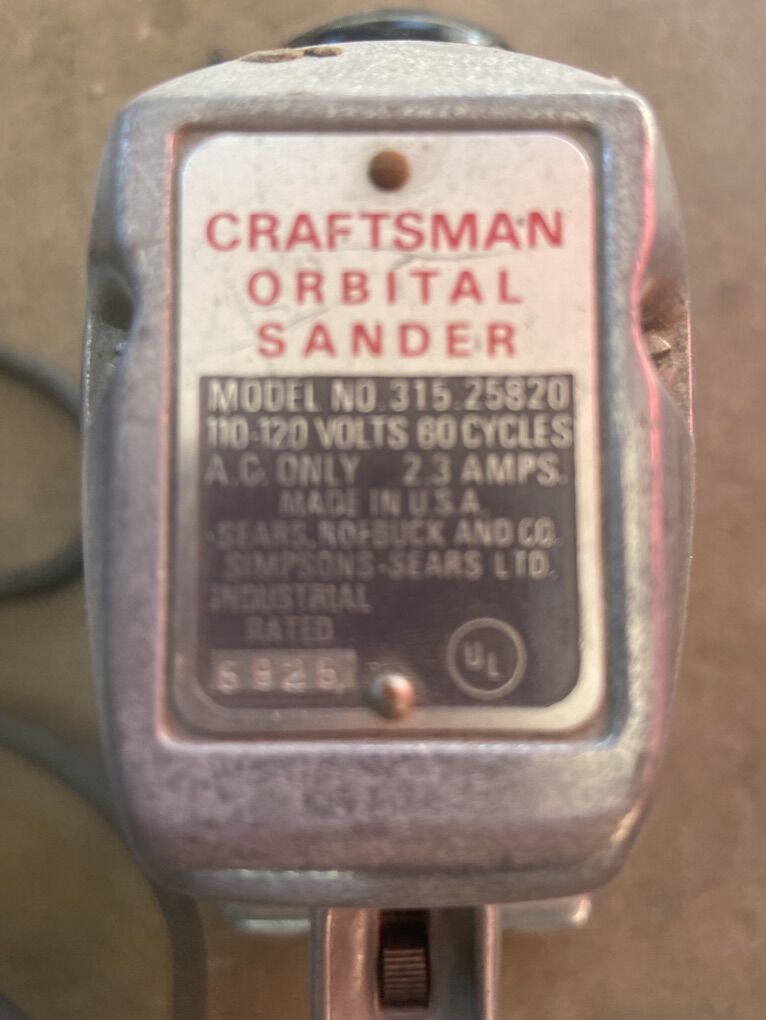 CRAFTSMAN
ORBITAL
SANDER
MODEL NO. 315.25820
110-120 VOLTS 60 CYCLES
A.C. ONLY 2.3 AMPS.
MADE IN U.S.A.
SEARS, ROEBUCK AND CO.
SIMPSONS-SEARS LTD.
INDUSTRIAL
RATED
UL